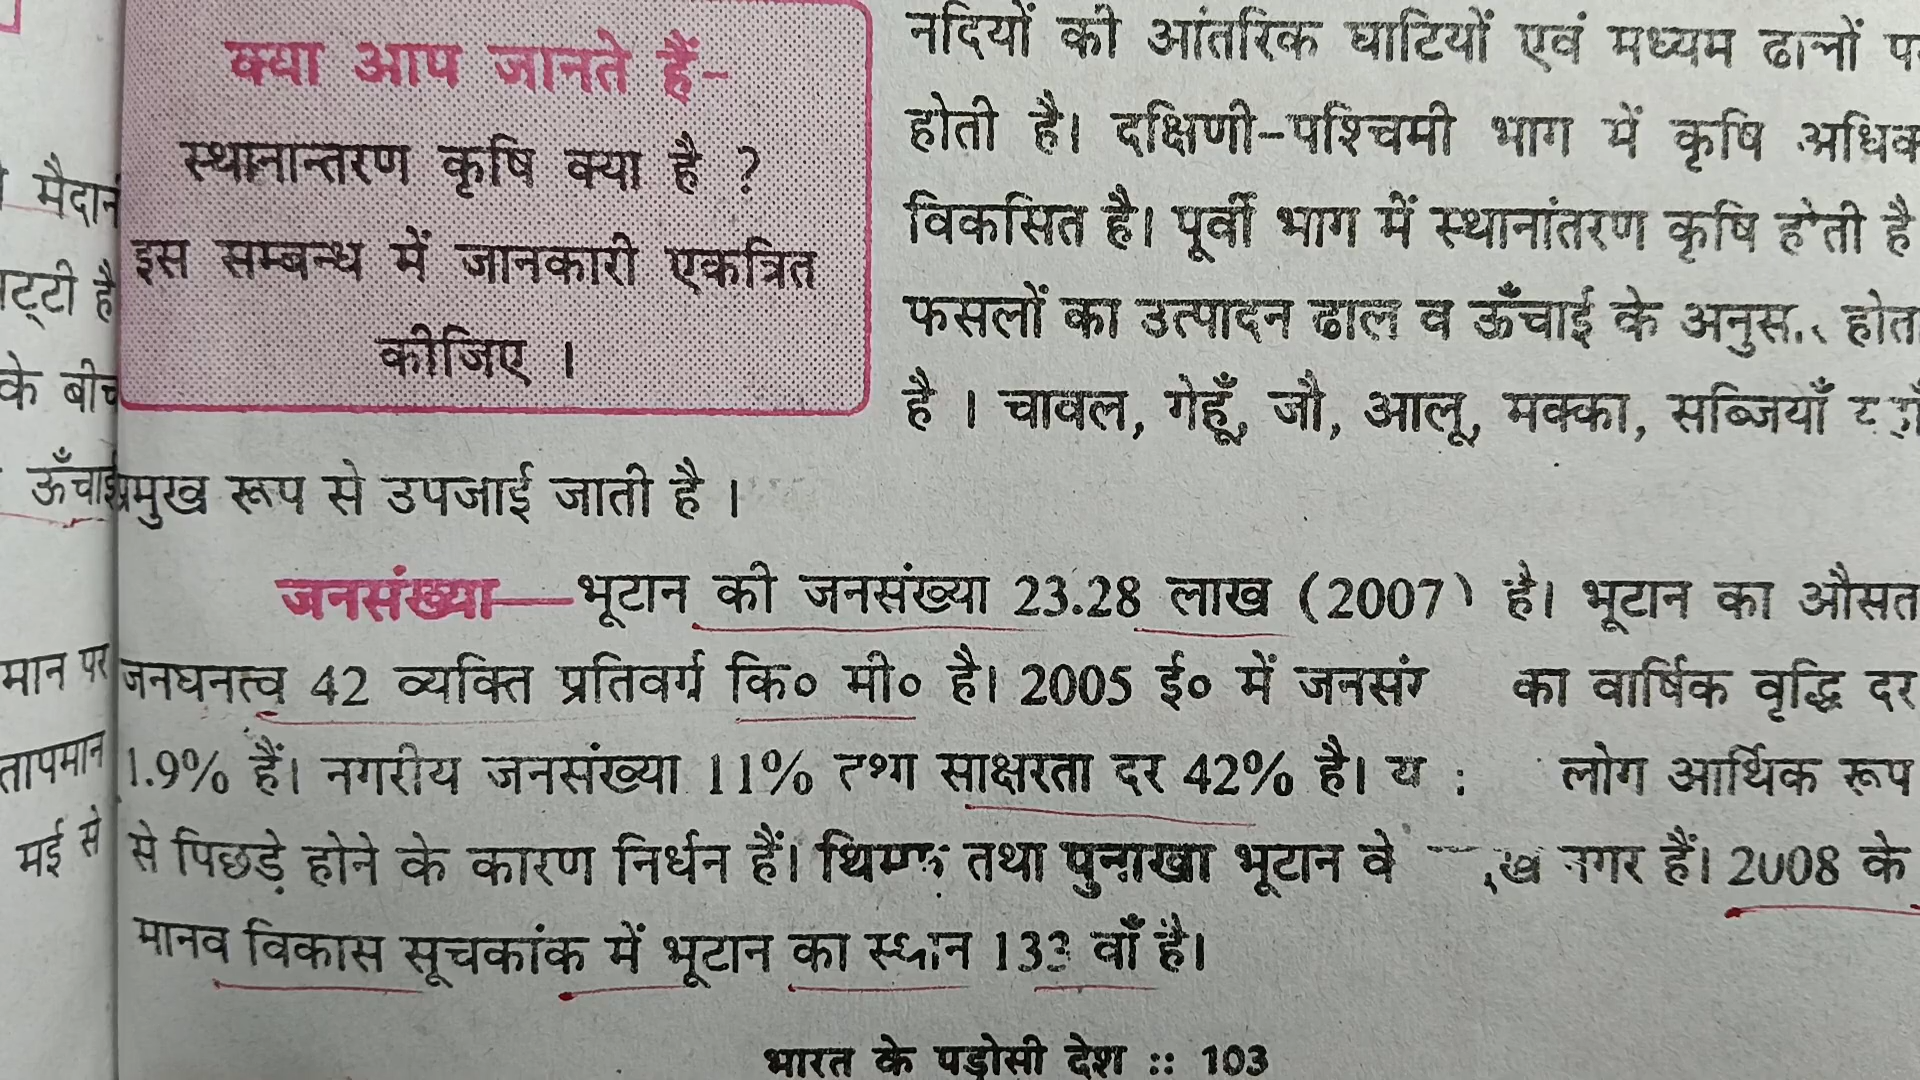 क्या आप जानते हैं-
स्थानान्तरण कृषि क्या है ?
इस सम्बन्ध में जानकारी एकत्रित
कीजिए ।
नदियों की आंतरिक घाटियों एवं मध्यम ढालों
होती है। दक्षिणी-पश्चिमी भाग में कृषि
विकसित है। पूर्वी भाग में स्थानांतरण कृषि होती है
फसलों का उत्पादन ढाल व ऊँचाई के
है । चावल, गेहूँ, जौ, आलू, मक्का, सब्जियाँ
प्रमुख रूप से उपजाई जाती है ।
जनसंख्या—भूटान की जनसंख्या 23.28 लाख (2007) है। भूटान का औसत
जनघनत्व 42 व्यक्ति प्रतिवर्ग कि० मी० है। 2005 ई० में का वार्षिक वृद्धि दर
1.9% हैं। नगरीय जनसंख्या 11% तथा साक्षरता दर 42% है। लोग आर्थिक रूप
से पिछड़े होने के कारण निर्धन हैं। तथा पुनाखा भूटान नगर हैं। 2008 के
मानव विकास सूचकांक में भूटान का स्थान 133 वाँ है।
भारत के पड़ोसी देश :: 103
के बीच
ऊँचाई
मान पर
तापमान
मई से